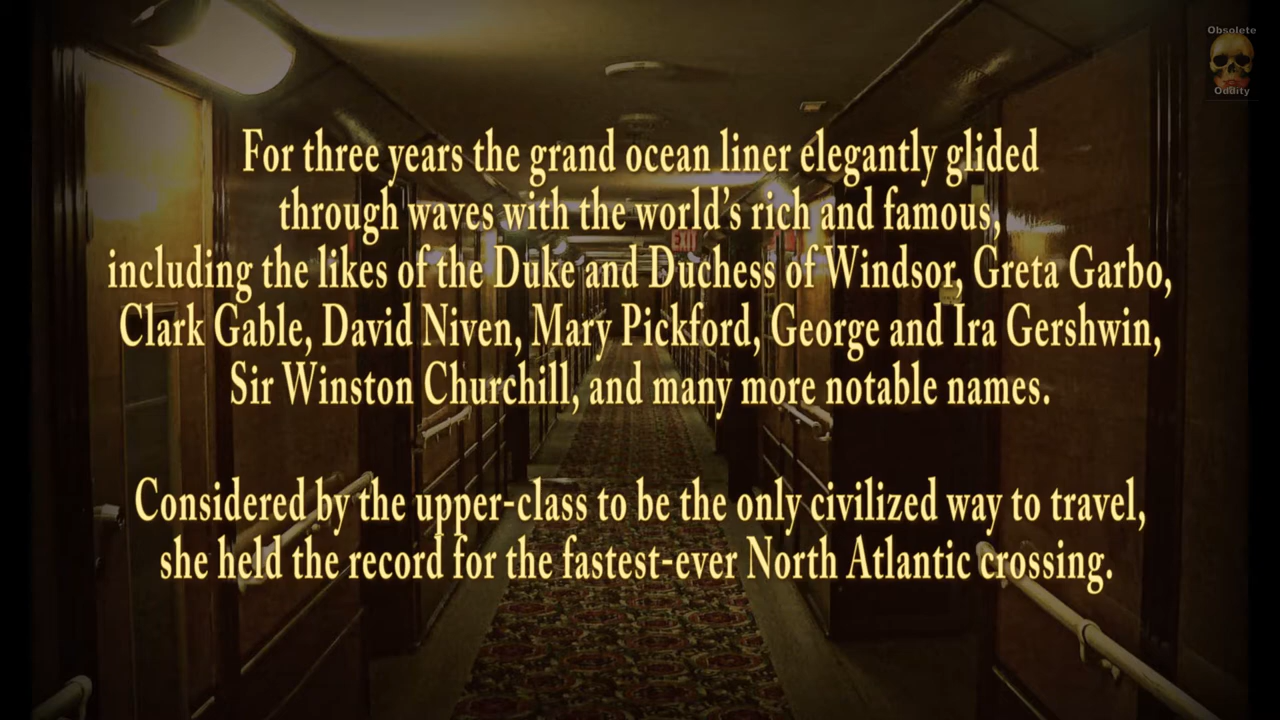 Obsolete
Oddity
For three years the grand ocean liner elegantly glided
through waves with the world's rich and famous,
EXIT
including the likes of the Duke and Duchess of Windsor, Greta Garbo,
Clark Gable, David Niven, Mary Pickford, George and Ira Gershwin,
Sir Winston Churchill, and many more notable names.
Considered by the upper-class to be the only civilized way to travel,
she held the record for the fastest-ever North Atlantic crossing.